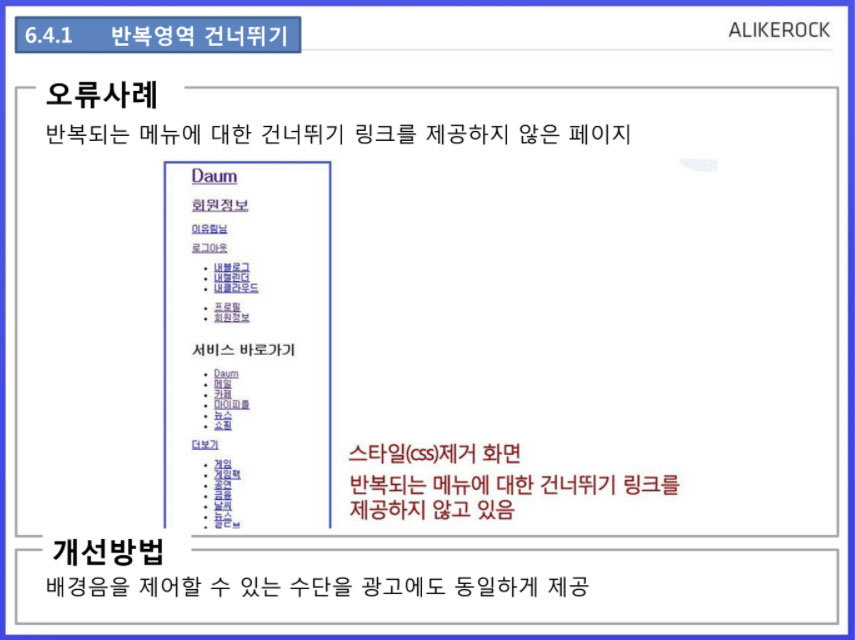 6.4.1 반복영역 건너뛰기
ALIKEROCK
오류사례
반복되는 메뉴에 대한 건너뛰기 링크를 제공하지 않은 페이지
Daum
회원정보
이유림님
로그아웃
내블로그
내캘린더
내클라우드
프로필
회원정보
서비스 바로가기
Daum
메일
카페
마이피플
뉴스
쇼핑
더보기
게임
게임팩
공연
금융
날씨
뉴스
스타일(css)제거 화면
반복되는 메뉴에 대한 건너뛰기 링크를
제공하지 않고 있음
개선방법
배경음을 제어할 수 있는 수단을 광고에도 동일하게 제공